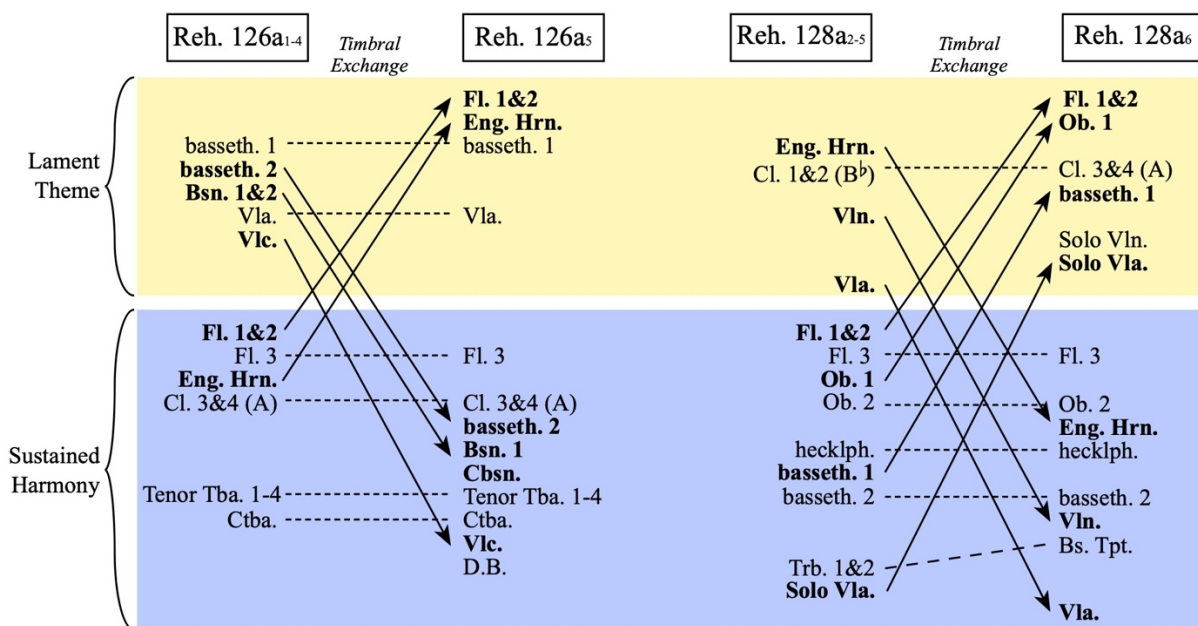 Reh. 126a1-4
Timbral
Exchange
Reh. 126a5
Reh. 128a2-5
Timbral
Exchange
Reh. 128a6
Lament
Theme
basseth. 1
basseth. 2
Bsn. 1&2
Vla.
Vlc.
Fl. 1&2
Eng. Hrn.
basseth. 1
Vla.
Eng. Hrn.
Cl. 1&2 (B♭)
Vln.
Vla.
Fl. 1&2
Ob. 1
Cl. 3&4 (A)
basseth. 1
Solo Vln.
Solo Vla.
Sustained
Harmony
Fl. 1&2
Fl. 3
Eng. Hrn.
Cl. 3&4 (A)
Tenor Tba. 1-4
Ctba.
Fl. 3
Cl. 3&4 (A)
basseth. 2
Bsn. 1
Cbsn.
Tenor Tba. 1-4
Ctba.
Vlc.
D.B.
Fl. 1&2
Fl. 3
Ob. 1
Ob. 2
hecklph.
basseth. 1
basseth. 2
Trb. 1&2
Solo Vla.
Fl. 3
Ob. 2
Eng. Hrn.
hecklph.
basseth. 2
Vln.
Bs. Tpt.
Vla.